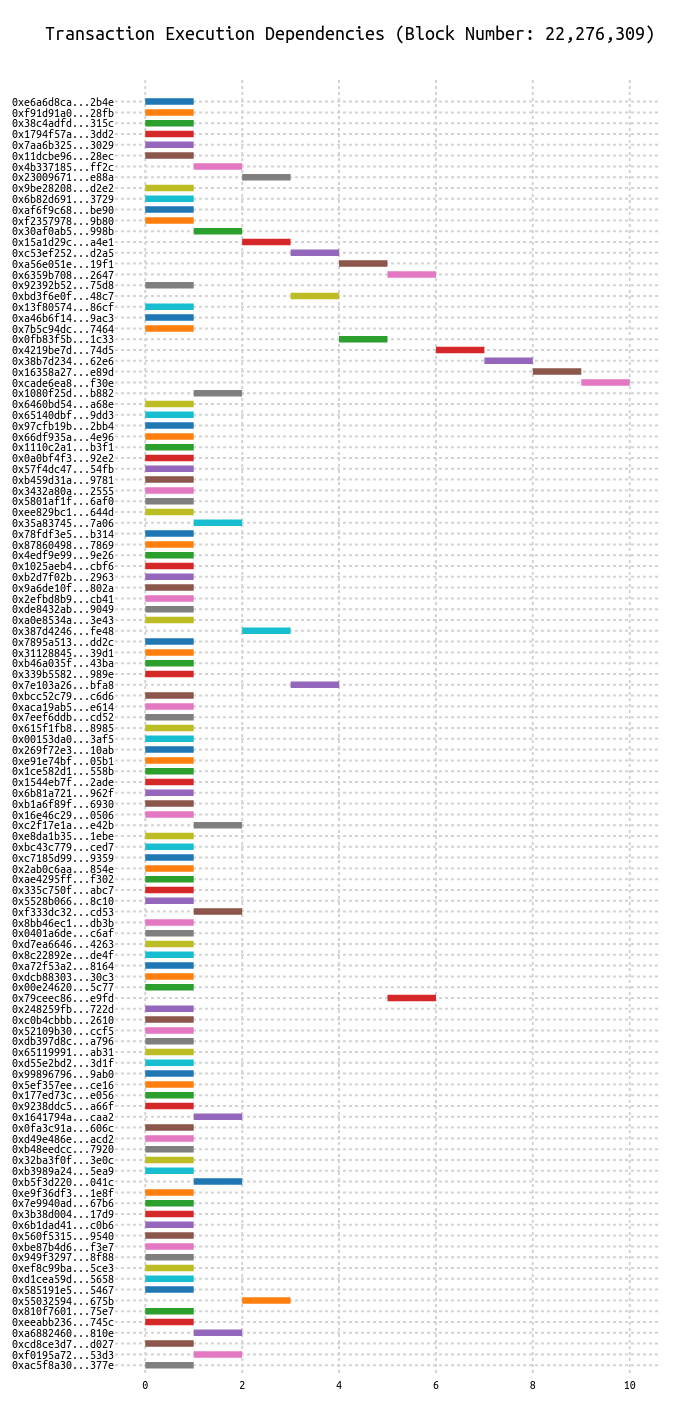 Transaction Execution Dependencies (Block Number: 22,276,309)
0xe6a6d8ca...2b4e
0xf91d91a0...28fb
0x38c4adfd...315c
0x1794f57a...3dd2
0x7aa6b325...3029
0x11dcbe96...28ec
0x4b337185...ff2c
0x23009671...e88a
0x9be28208...d2e2
0x6b82d691...3729
0xaf6f9c68...be90
0xf2357978...9b80
0x30af0ab5...998b
0x15a1d29c...a4e1
0xc53ef252...d2a5
0xa56e051e...19f1
0x6359b708...2647
0x92392b52...75d8
0xbd3f6e0f...48c7
0x13f80574...86cf
0xa46b6f14...9ac3
0x7b5c94dc...7464
0x0fb83f5b...1c33
0x4219be7d...74d5
0x38b7d234...62e6
0x16358a27...e89d
0xcade6ea8...f30e
0x1080f25d...b882
0x6460bd54...a68e
0x65140dbf...9dd3
0x97cfb19b...2bb4
0x66df935a...4e96
0x1110c2a1...b3f1
0x0a0bf4f3...92e2
0x57f4dc47...54fb
0xb459d31a...9781
0x3432a80a...2555
0x5801af1f...6af0
0xee829bc1...644d
0x35a83745...7a06
0x78fdf3e5...b314
0x87860498...7869
0x4edf9e99...9e26
0x1025aeb4...cbf6
0xb2d7f02b...2963
0x9a6de10f...802a
0x2efbd8b9...cb41
0xde8432ab...9049
0xa0e8534a...3e43
0x387d4246...fe48
0x7895a513...dd2c
0x31128845...39d1
0xb46a035f...43ba
0x339b5582...989e
0x7e103a26...bfa8
0xbcc52c79...c6d6
0xaca19ab5...e614
0x7eef6ddb...cd52
0x615f1fb8...8985
0x00153da0...3af5
0x269f72e3...10ab
0xe91e74bf...05b1
0x1ce582d1...558b
0x1544eb7f...2ade
0x6b81a721...962f
0xb1a6f89f...6930
0x16e46c29...0506
0xc2f17e1a...e42b
0xe8da1b35...1ebe
0xbc43c779...ced7
0xc7185d99...9359
0x2ab0c6aa...854e
0xae4295ff...f302
0x335c750f...abc7
0x5528b066...8c10
0xf333dc32...cd53
0x8bb46ec1...db3b
0x0401a6de...c6af
0xd7ea6646...4263
0x8c22892e...de4f
0xa72f53a2...8164
0xdcb88303...30c3
0x00e24620...5c77
0x79ceec86...e9fd
0x248259fb...722d
0xc0b4cbbb...2610
0x52109b30...ccf5
0xdb397d8c...a796
0x65119991...ab31
0xd55e2bd2...3d1f
0x99896796...9ab0
0x5ef357ee...ce16
0x177ed73c...e056
0x9238ddc5...a66f
0x1641794a...caa2
0x0fa3c91a...606c
0xd49e486e...acd2
0xb48eedcc...7920
0x32ba3f0f...3e0c
0xb3989a24...5ea9
0xb5f3d220...041c
0xe9f36df3...1e8f
0x7e9940ad...67b6
0x3b38d004...17d9
0x6b1dad41...c0b6
0x560f5315...9540
0xbe87b4d6...f3e7
0x949f3297...8f88
0xef8c99ba...5ce3
0xd1cea59d...5658
0x585191e5...5467
0x55032594...675b
0x810f7601...75e7
0xeeabb236...745c
0xa6882460...810e
0xcd8ce3d7...d027
0xf0195a72...53d3
0xac5f8a30...377e
0 2 4 6 8 10